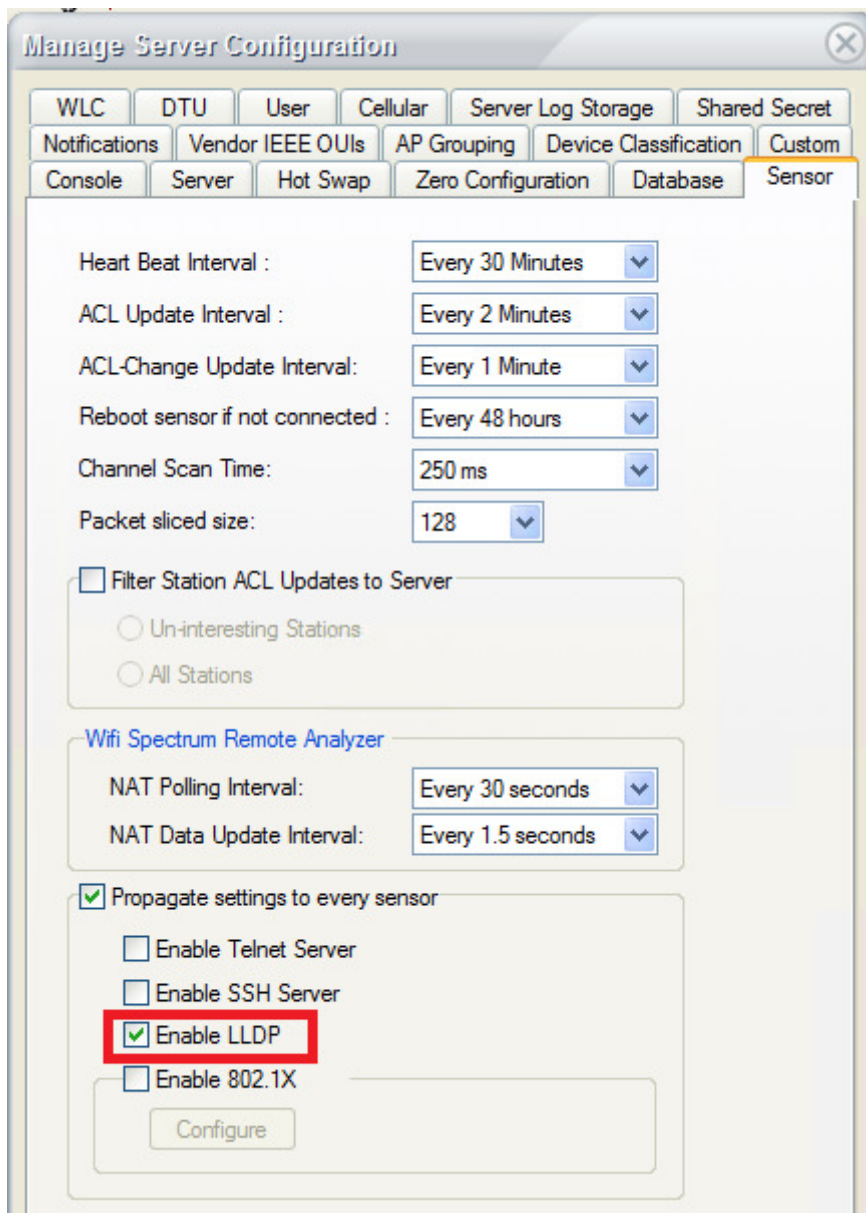 Manage Server Configuration
WLC DTU User Cellular Server Log Storage Shared Secret
Notifications Vendor IEEE OUIs AP Grouping Device Classification Custom
Console Server Hot Swap Zero Configuration Database Sensor
Heart Beat Interval : Every 30 Minutes
ACL Update Interval : Every 2 Minutes
ACL-Change Update Interval: Every 1 Minute
Reboot sensor if not connected : Every 48 hours
Channel Scan Time: 250 ms
Packet sliced size: 128
Filter Station ACL Updates to Server
Un-interesting Stations
All Stations
Wifi Spectrum Remote Analyzer
NAT Polling Interval: Every 30 seconds
NAT Data Update Interval: Every 1.5 seconds
Propagate settings to every sensor
Enable Telnet Server
Enable SSH Server
Enable LLDP
Enable 802.1X
Configure